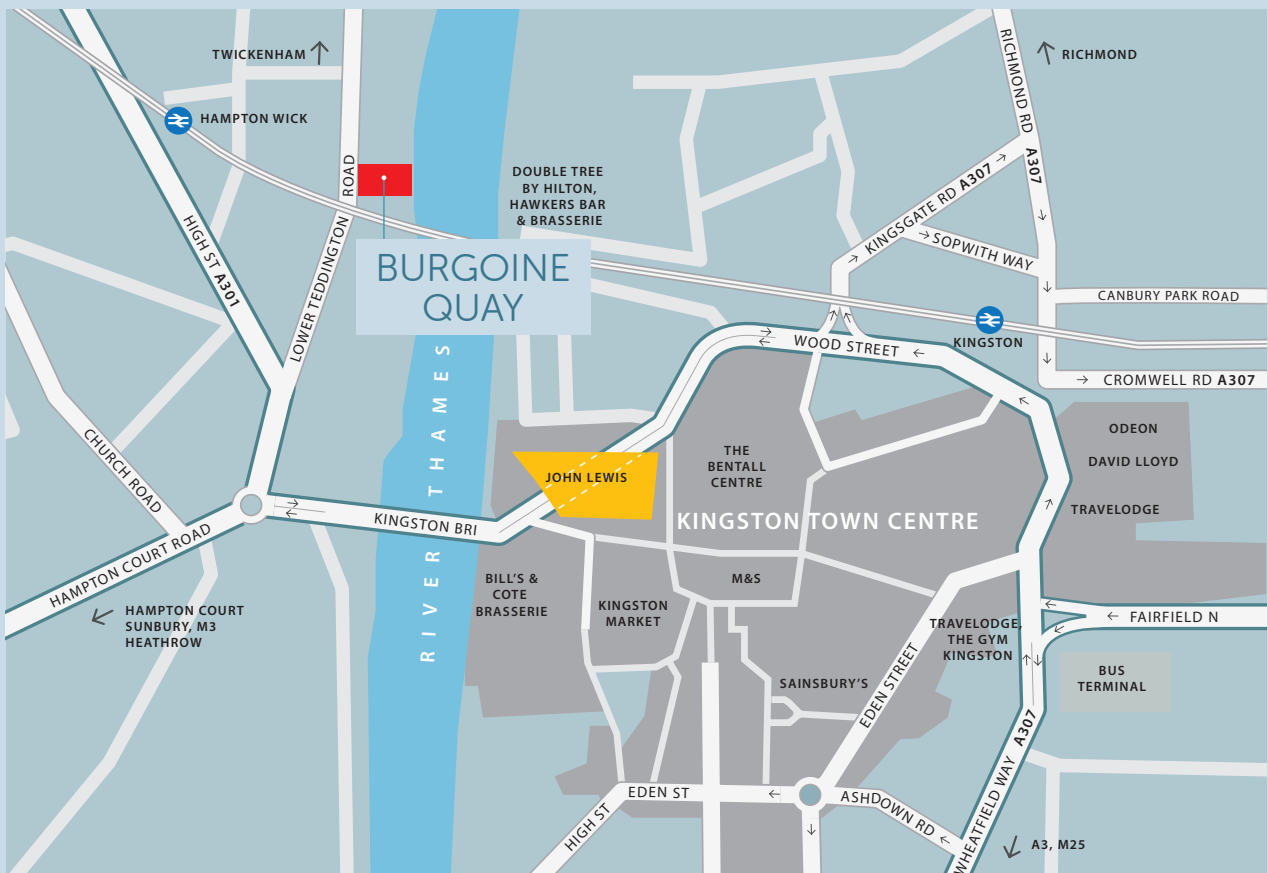 TWICKENHAM
RICHMOND RD
RICHMOND
HAMPTON WICK
ROAD
A307
DOUBLE TREE
BY HILTON,
HAWKERS BAR
& BRASSERIE
KINGSGATE RD A307
SOPWITH WAY
HIGH ST A301
LOWER TEDDINGTON
BURGOINE
QUAY
CANBURY PARK ROAD
KINGSTON
WOOD STREET
CROMWELL RD A307
RIVER THAMES
CHURCH ROAD
ODEON
DAVID LLOYD
TRAVELODGE
THE
BENTALL
CENTRE
JOHN LEWIS
KINGSTON TOWN CENTRE
KINGSTON BRI
HAMPTON COURT ROAD
HAMPTON COURT
SUNBURY, M3
HEATHROW
BILL'S &
COTE
BRASSERIE
KINGSTON
MARKET
M&S
TRAVELODGE,
THE GYM
KINGSTON
FAIRFIELD N
BUS
TERMINAL
SAINSBURY'S
EDEN STREET
WHEATFIELD WAY A307
EDEN ST
HIGH ST
ASHDOWN RD
A3, M25